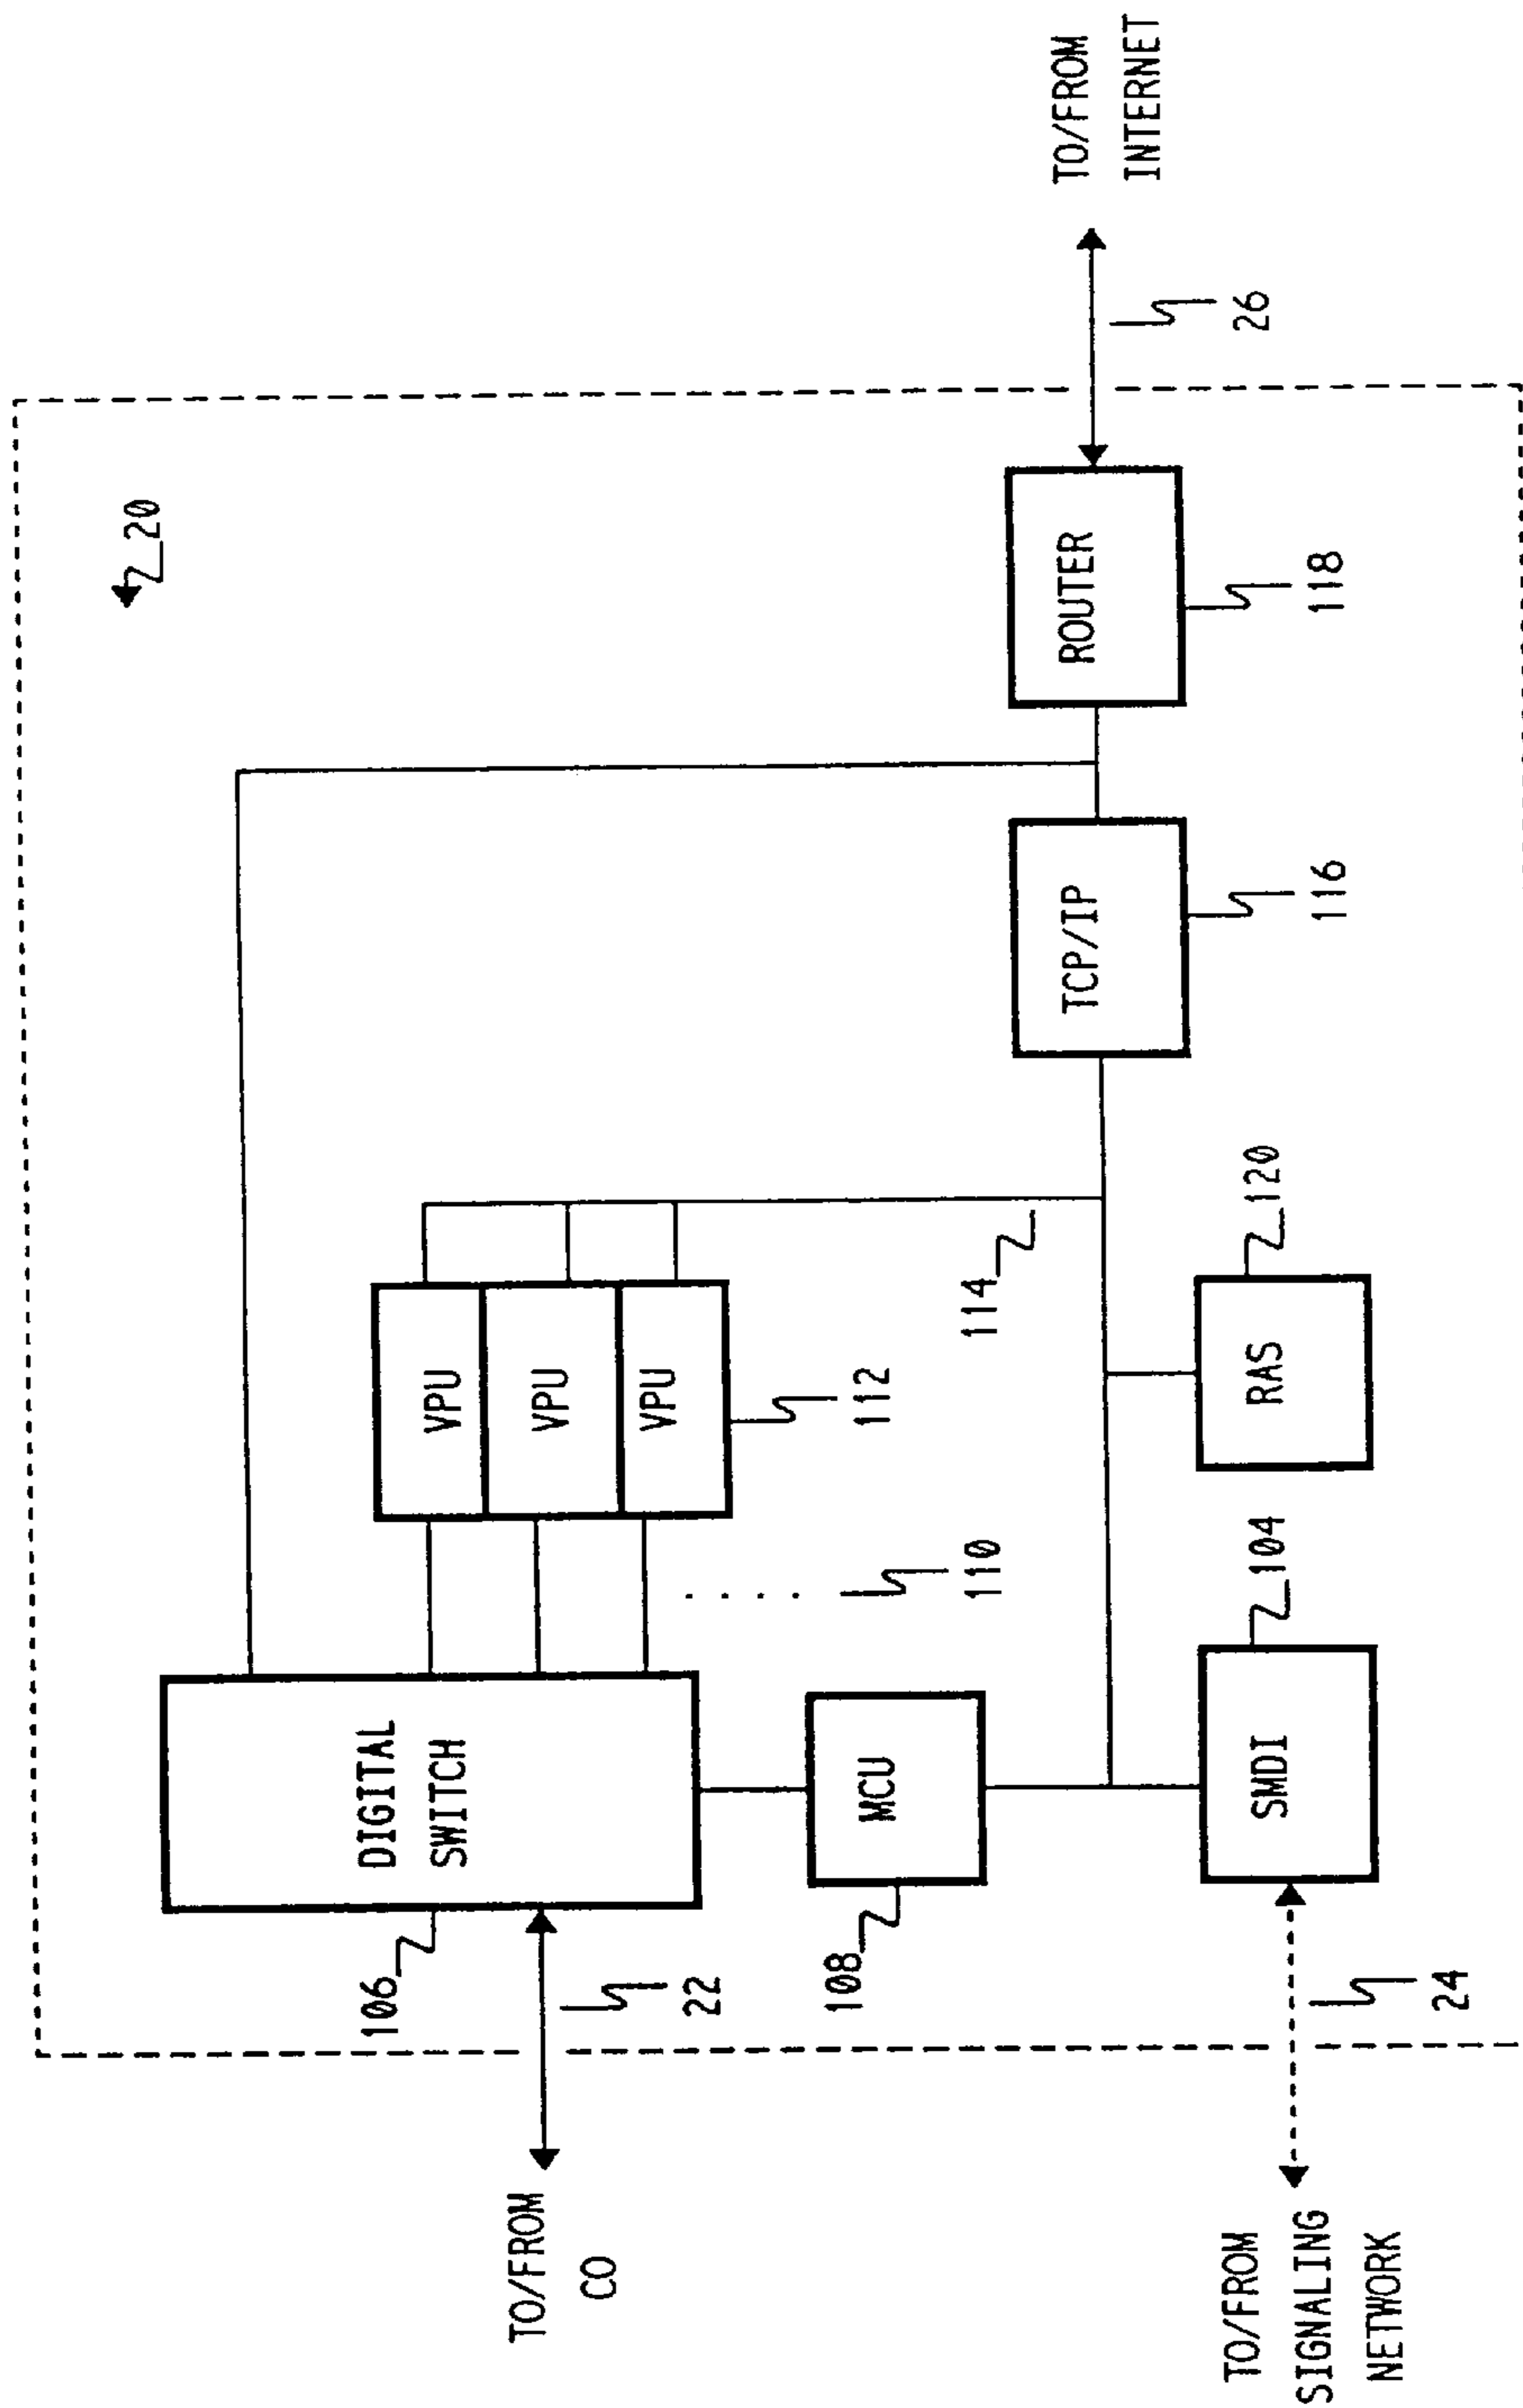 20
DIGITAL
SWITCH
106
TO/FROM
CO
22
VPU
VPU
VPU
112
. . . .
110
MCU
108
114
TCP/IP
116
ROUTER
118
TO/FROM
INTERNET
26
RAS
120
SMDI
104
TO/FROM
SIGNALING
NETWORK
24